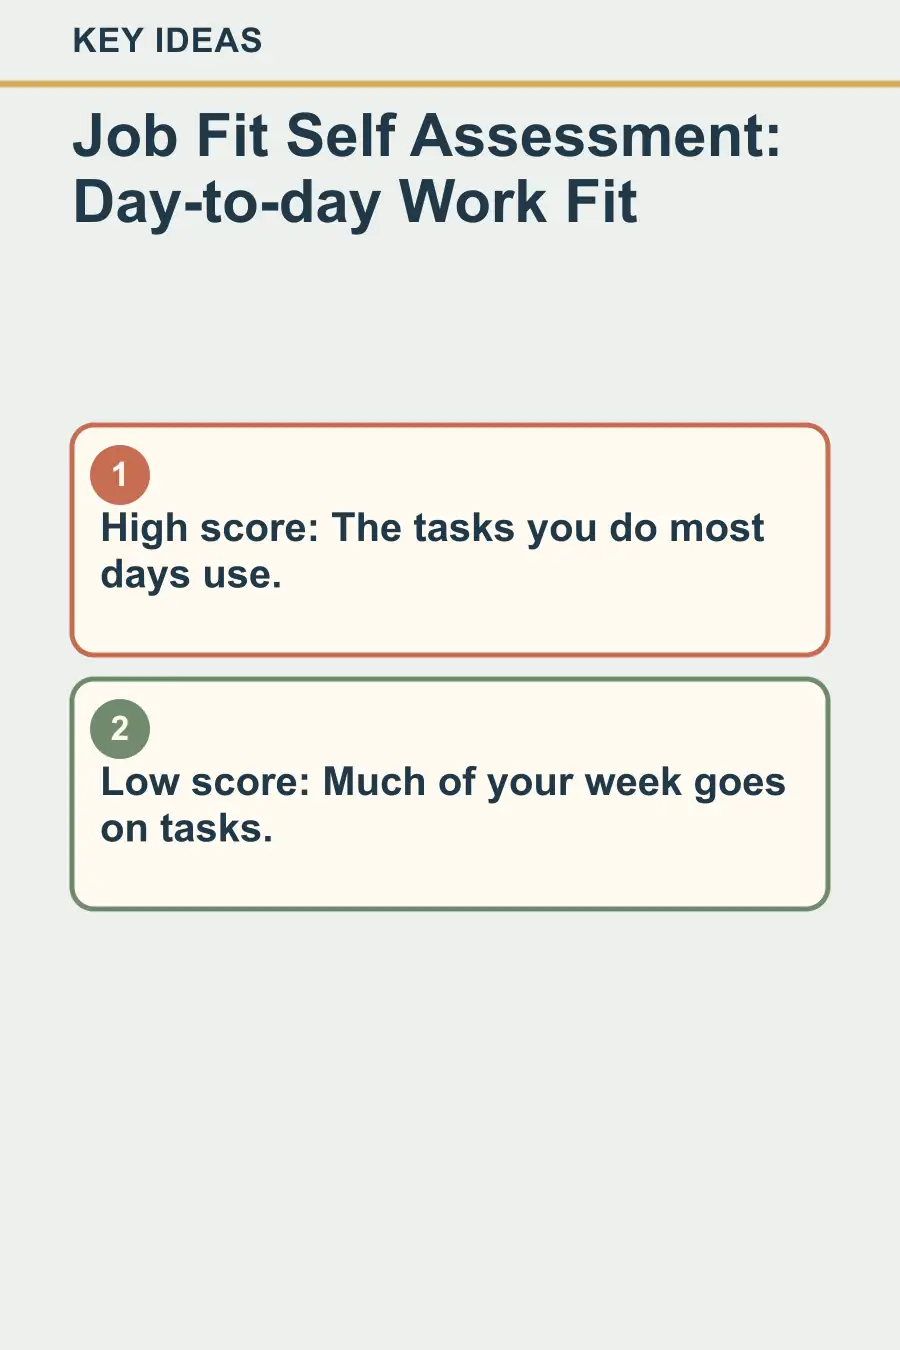 KEY IDEAS
Job Fit Self Assessment:
Day-to-day Work Fit
1
High score: The tasks you do most
days use.
2
Low score: Much of your week goes
on tasks.